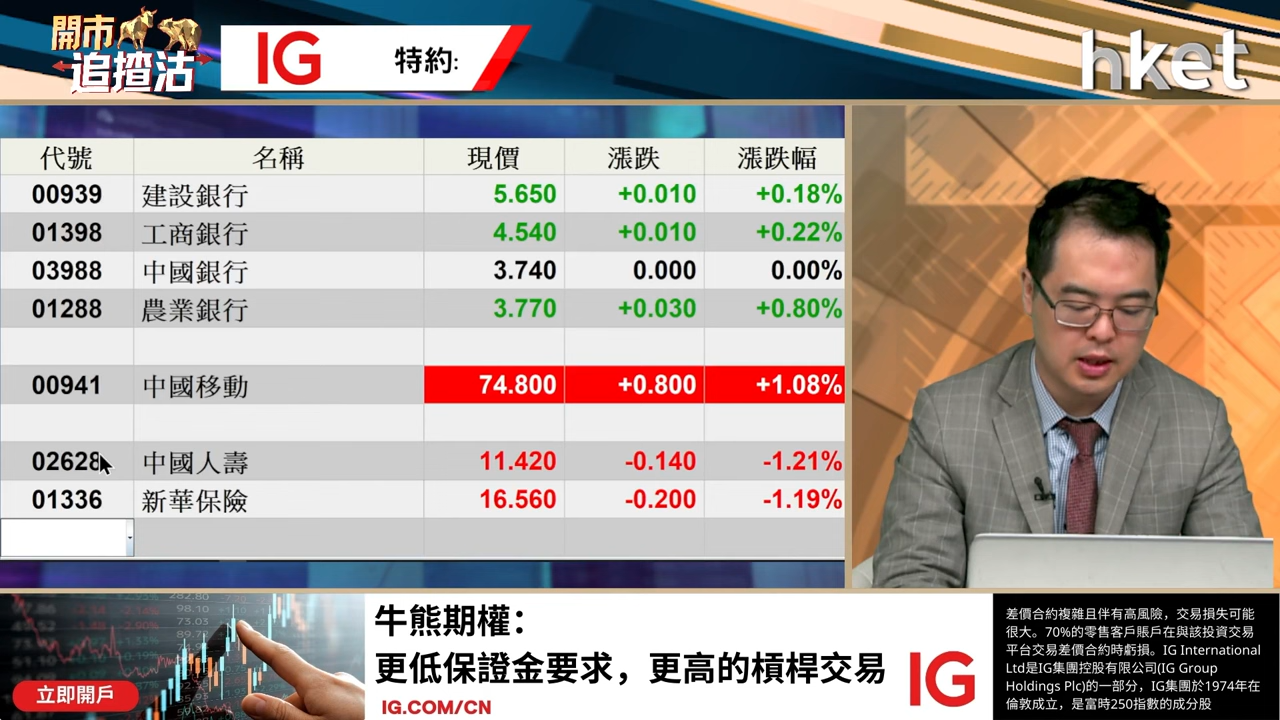 開市
追揸沽
IG
特約:
hket
代號 名稱 現價 漲跌 漲跌幅
00939 建設銀行 5.650 +0.010 +0.18%
01398 工商銀行 4.540 +0.010 +0.22%
03988 中國銀行 3.740 0.000 0.00%
01288 農業銀行 3.770 +0.030 +0.80%
00941 中國移動 74.800 +0.800 +1.08%
02628 中國人壽 11.420 -0.140 -1.21%
01336 新華保險 16.560 -0.200 -1.19%
立即開戶
牛熊期權：
更低保證金要求，更高的槓桿交易
IG.COM/CN
IG
差價合約複雜且伴有高風險，交易損失可能
很大。70%的零售客戶賬戶在與該投資交易
平台交易差價合約時虧損。IG International
Ltd是IG集團控股有限公司(IG Group
Holdings Plc)的一部分，IG集團於1974年在
倫敦成立，是富時250指數的成分股